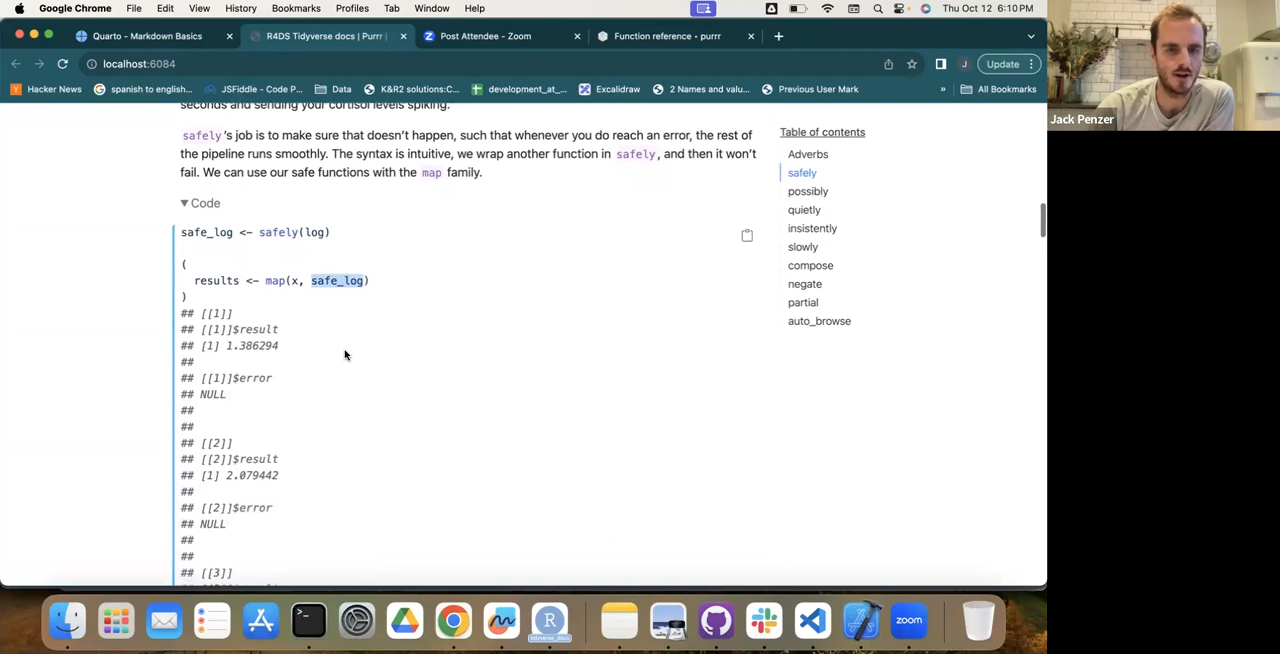 Google Chrome File Edit View History Bookmarks Profiles Tab Window Help Thu Oct 12 6:10 PM
Quarto - Markdown Basics R4DS Tidyverse docs | Purrr | Post Attendee - Zoom Function reference • purrr
localhost:6084 J Update
Hacker News spanish to english... JSFiddle - Code P... Data K&R2 solutions:C... development_at_... Excalidraw 2 Names and valu... Previous User Mark » All Bookmarks
seconds and sending your cortisol levels spiking.
safely's job is to make sure that doesn't happen, such that whenever you do reach an error, the rest of
the pipeline runs smoothly. The syntax is intuitive, we wrap another function in safely, and then it won't
fail. We can use our safe functions with the map family.
▼Code
safe_log <- safely(log)
(
results <- map(x, safe_log)
)
## [[1]]
## [[1]]$result
## [1] 1.386294
##
## [[1]]$error
## NULL
##
##
## [[2]]
## [[2]]$result
## [1] 2.079442
##
## [[2]]$error
## NULL
##
##
## [[3]]
Table of contents
Adverbs
safely
possibly
quietly
insistently
slowly
compose
negate
partial
auto_browse
Jack Penzer
R
tidyverse_docs
zoom